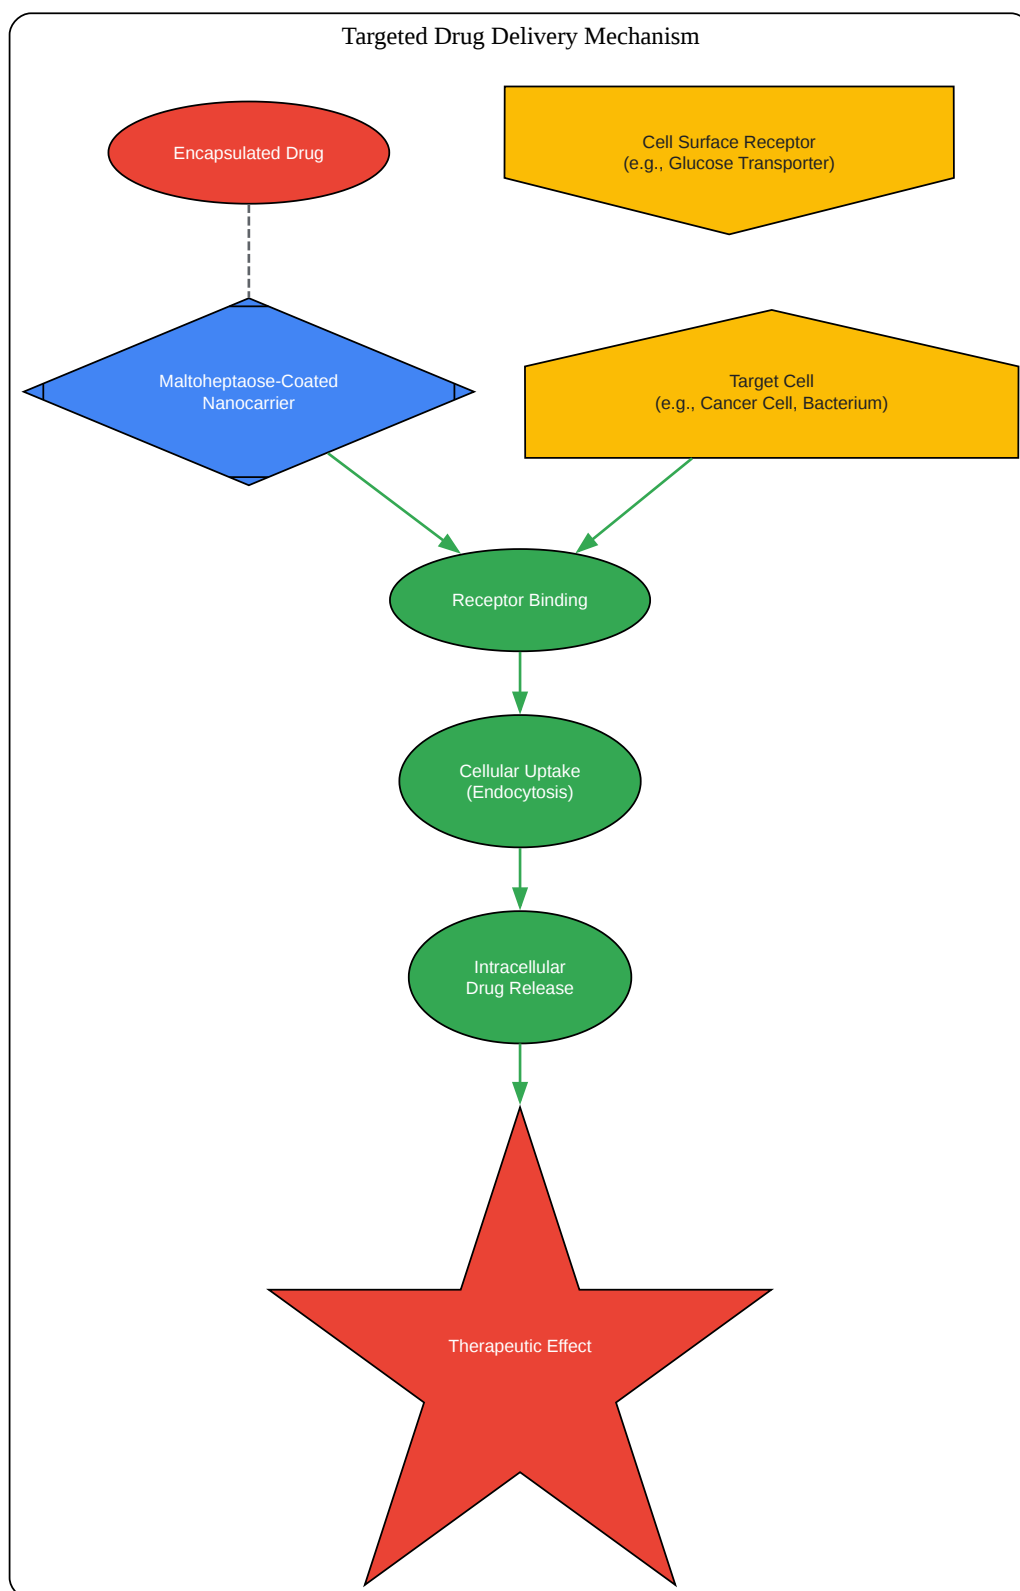 Targeted Drug Delivery Mechanism
Encapsulated Drug
Cell Surface Receptor
(e.g., Glucose Transporter)
Maltoheptaose-Coated
Nanocarrier
Target Cell
(e.g., Cancer Cell, Bacterium)
Receptor Binding
Cellular Uptake
(Endocytosis)
Intracellular
Drug Release
Therapeutic Effect